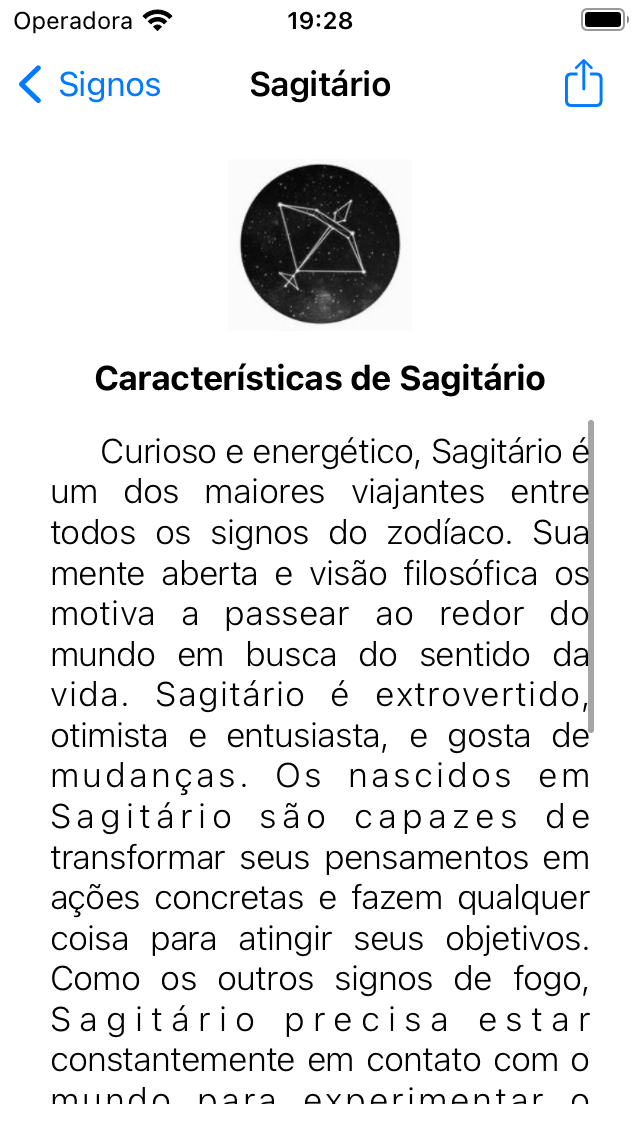 Operadora 19:28
Signos Sagitário
Características de Sagitário
Curioso e energético, Sagitário é
um dos maiores viajantes entre
todos os signos do zodíaco. Sua
mente aberta e visão filosófica os
motiva a passear ao redor do
mundo em busca do sentido da
vida. Sagitário é extrovertido,
otimista e entusiasta, e gosta de
mudanças. Os nascidos em
Sagitário são capazes de
transformar seus pensamentos em
ações concretas e fazem qualquer
coisa para atingir seus objetivos.
Como os outros signos de fogo,
Sagitário precisa estar
constantemente em contato com o
mundo para experimentar o